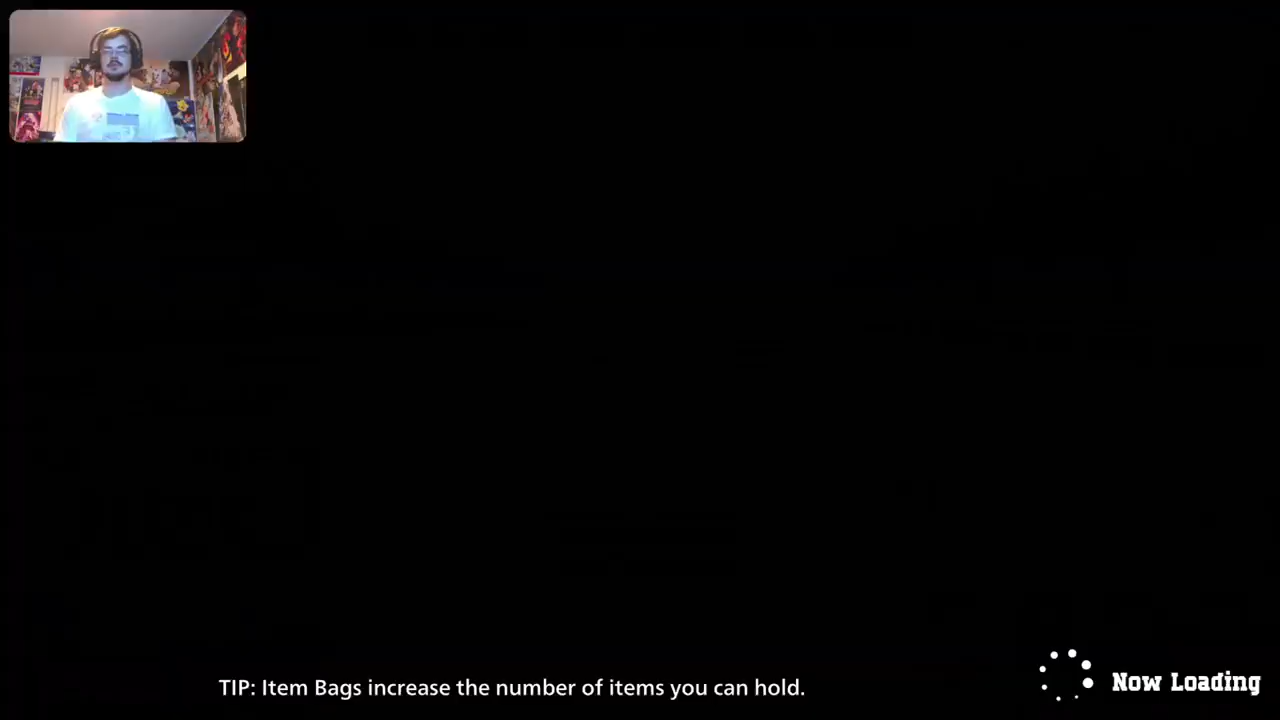 TIP: Item Bags increase the number of items you can hold.
Now Loading